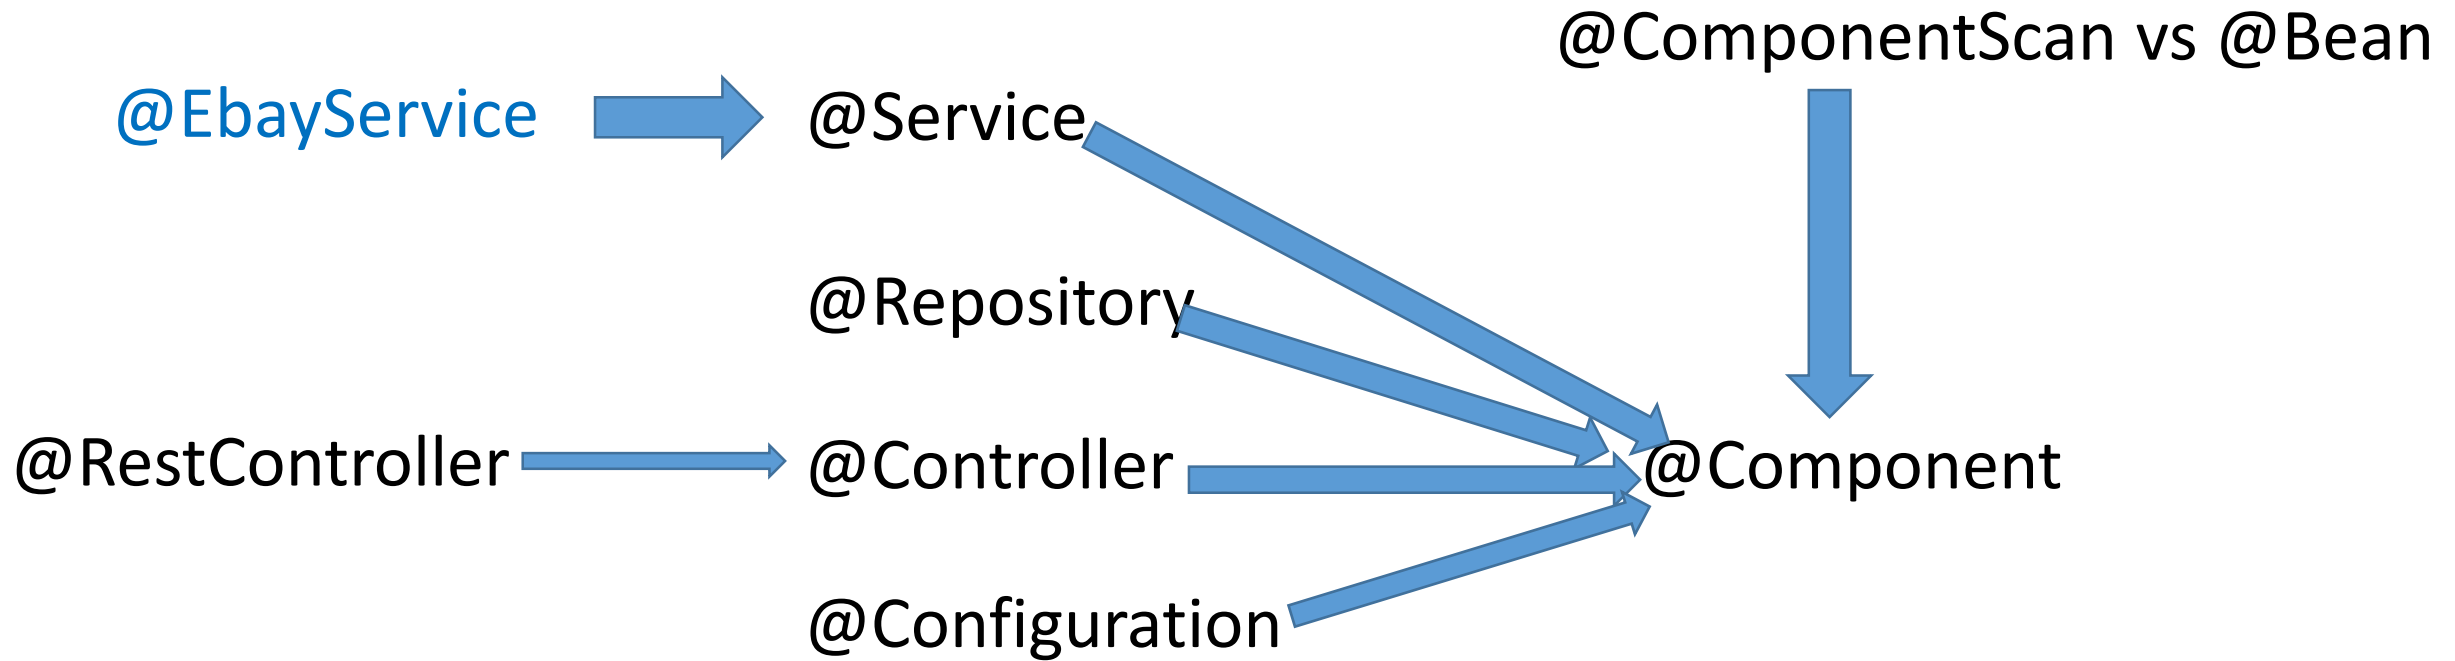 @ComponentScan vs @Bean
@EbayService
@Service
@Repository
@RestController
@Controller
@Component
@Configuration